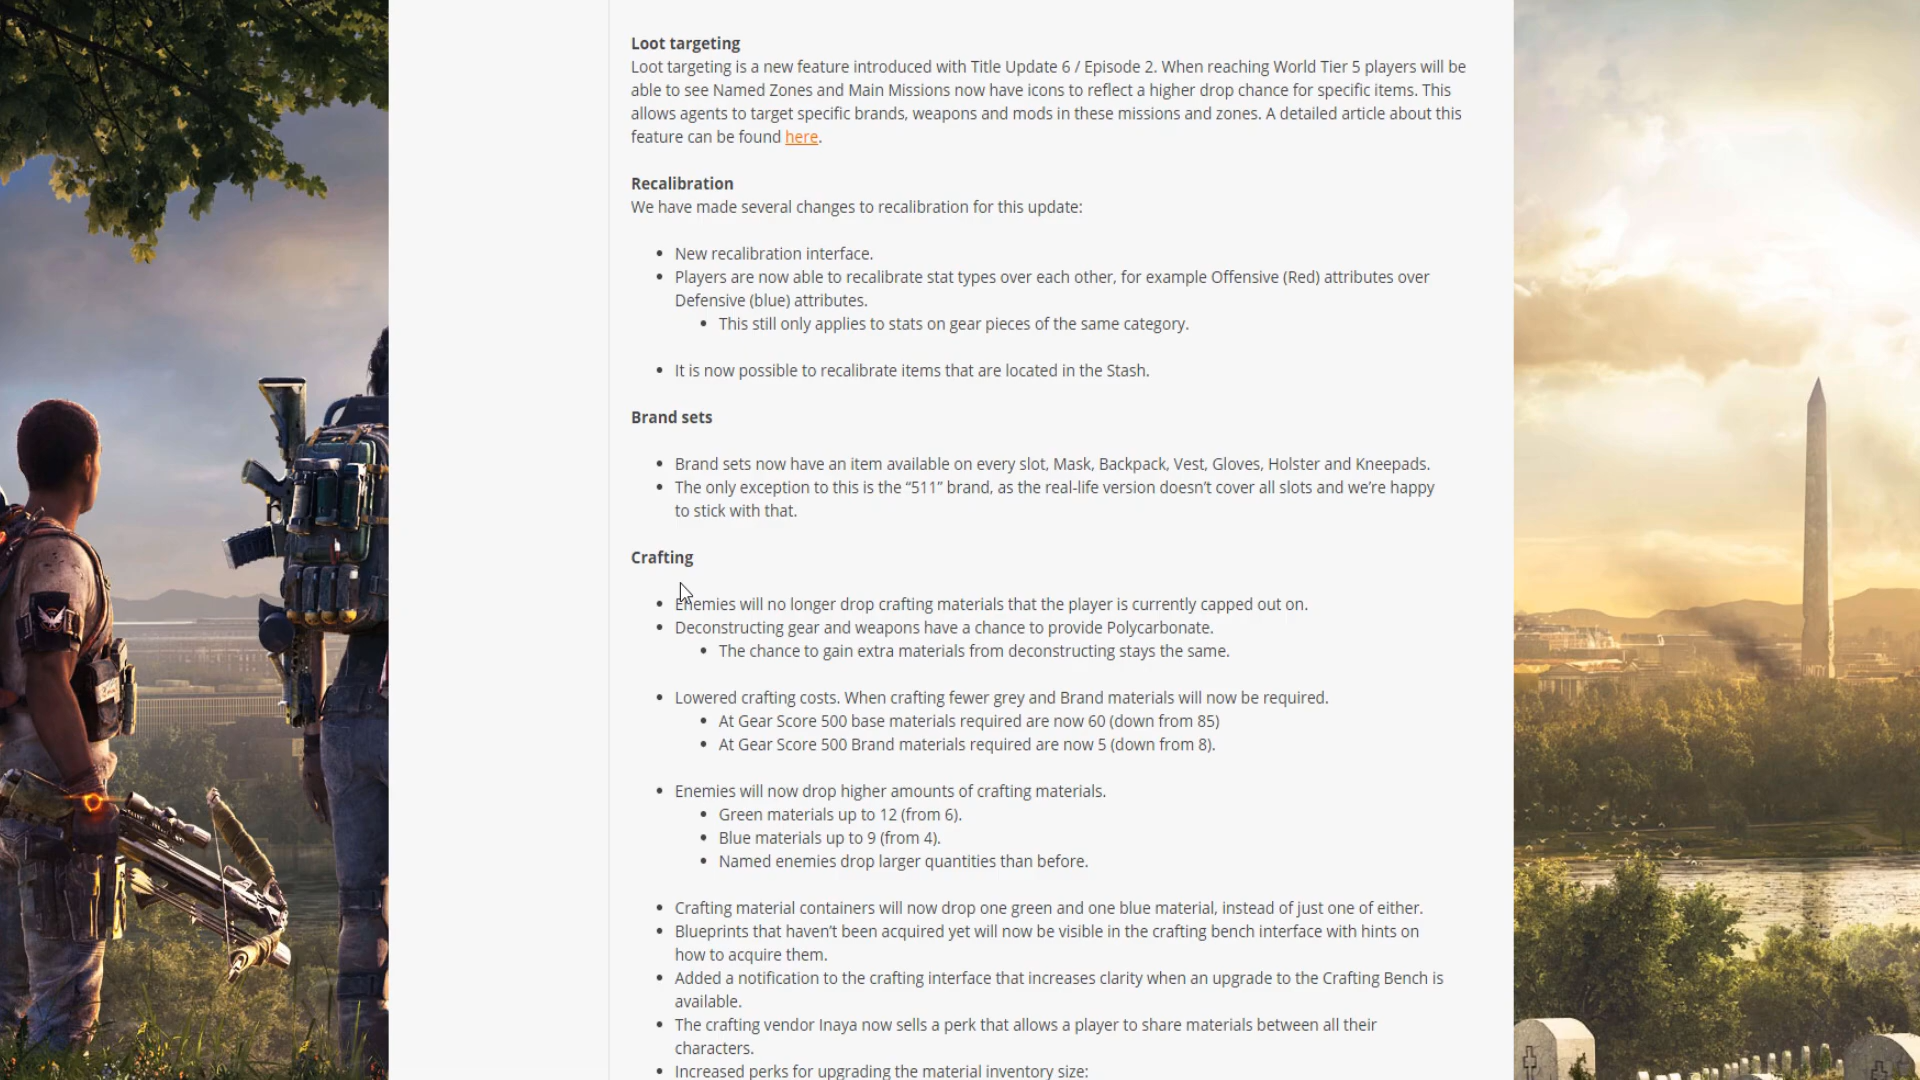 Loot targeting
Loot targeting is a new feature introduced with Title Update 6 / Episode 2. When reaching World Tier 5 players will be
able to see Named Zones and Main Missions now have icons to reflect a higher drop chance for specific items. This
allows agents to target specific brands, weapons and mods in these missions and zones. A detailed article about this
feature can be found here.
Recalibration
We have made several changes to recalibration for this update:
• New recalibration interface.
• Players are now able to recalibrate stat types over each other, for example Offensive (Red) attributes over
Defensive (blue) attributes.
• This still only applies to stats on gear pieces of the same category.
• It is now possible to recalibrate items that are located in the Stash.
Brand sets
• Brand sets now have an item available on every slot, Mask, Backpack, Vest, Gloves, Holster and Kneepads.
• The only exception to this is the “511” brand, as the real-life version doesn’t cover all slots and we’re happy
to stick with that.
Crafting
• Enemies will no longer drop crafting materials that the player is currently capped out on.
• Deconstructing gear and weapons have a chance to provide Polycarbonate.
• The chance to gain extra materials from deconstructing stays the same.
• Lowered crafting costs. When crafting fewer grey and Brand materials will now be required.
• At Gear Score 500 base materials required are now 60 (down from 85)
• At Gear Score 500 Brand materials required are now 5 (down from 8).
• Enemies will now drop higher amounts of crafting materials.
• Green materials up to 12 (from 6).
• Blue materials up to 9 (from 4).
• Named enemies drop larger quantities than before.
• Crafting material containers will now drop one green and one blue material, instead of just one of either.
• Blueprints that haven’t been acquired yet will now be visible in the crafting bench interface with hints on
how to acquire them.
• Added a notification to the crafting interface that increases clarity when an upgrade to the Crafting Bench is
available.
• The crafting vendor Inaya now sells a perk that allows a player to share materials between all their
characters.
• Increased perks for upgrading the material inventory size: